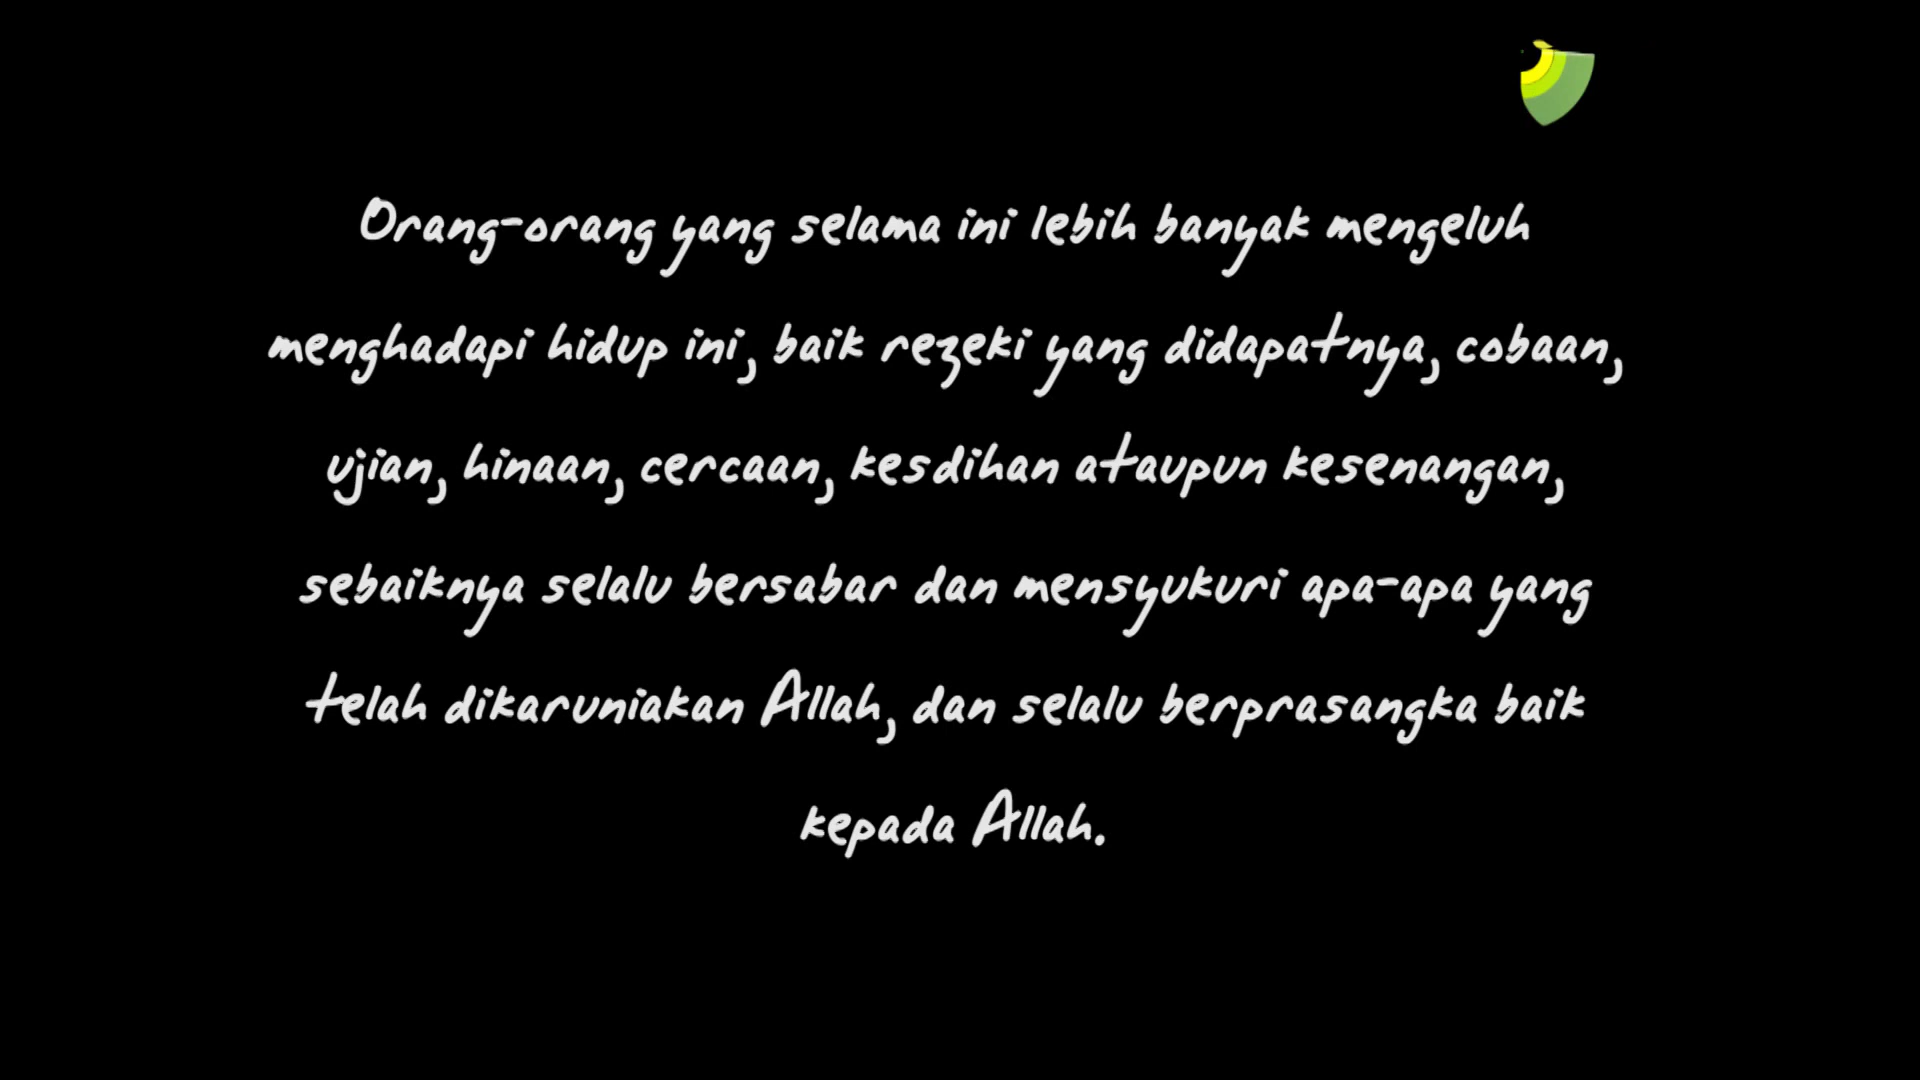 Orang-orang yang selama ini lebih banyak mengeluh
menghadapi hidup ini, baik rezeki yang didapatnya, cobaan,
ujian, hinaan, cercaan, kesdihan ataupun kesenangan,
sebaiknya selalu bersabar dan mensyukuri apa-apa yang
telah dikaruniakan Allah, dan selalu berprasangka baik
kepada Allah.